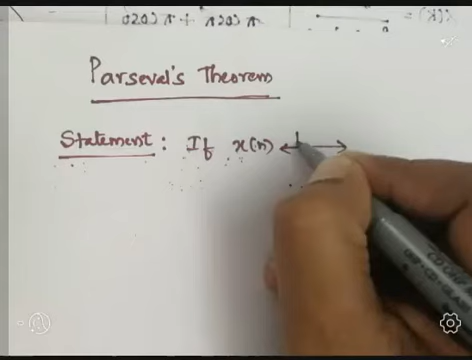 Parseval's Theorem
Statement : If x(n) ⟷